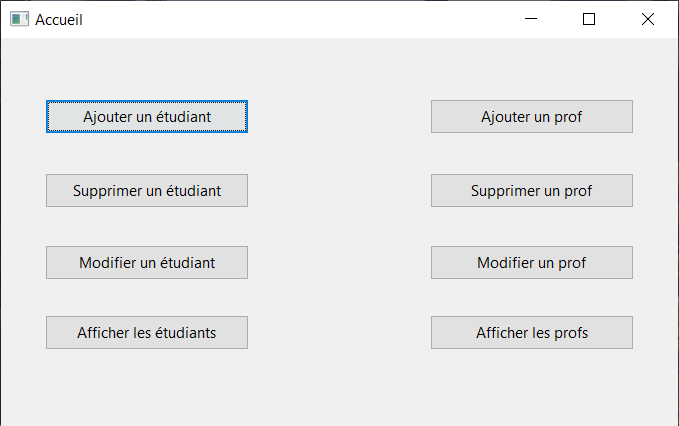 Accueil
Ajouter un étudiant
Ajouter un prof
Supprimer un étudiant
Supprimer un prof
Modifier un étudiant
Modifier un prof
Afficher les étudiants
Afficher les profs